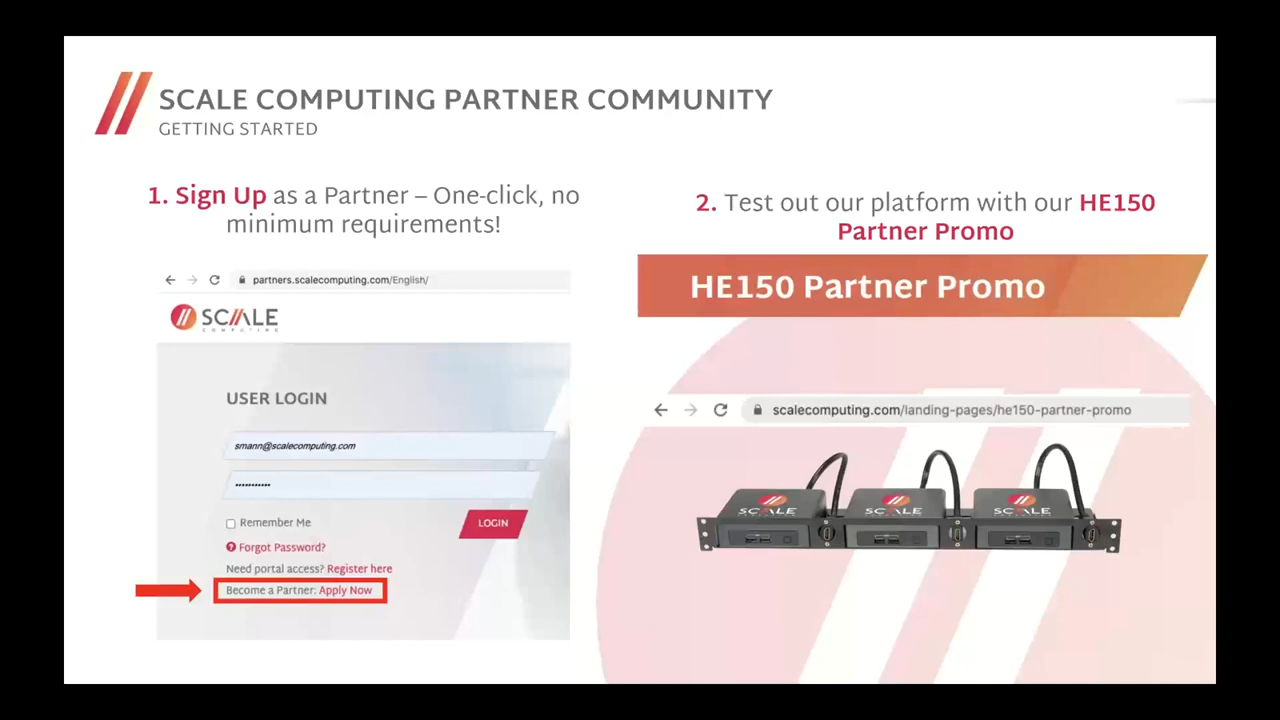 SCALE COMPUTING PARTNER COMMUNITY
GETTING STARTED
1. Sign Up as a Partner – One-click, no
minimum requirements!
partners.scalecomputing.com/English/
SCALE
COMPUTING
USER LOGIN
smann@scalecomputing.com
•••••••••••
Remember Me
LOGIN
Forgot Password?
Need portal access? Register here
Become a Partner: Apply Now
2. Test out our platform with our HE150
Partner Promo
HE150 Partner Promo
scalecomputing.com/landing-pages/he150-partner-promo
SCALE
SCALE
SCALE